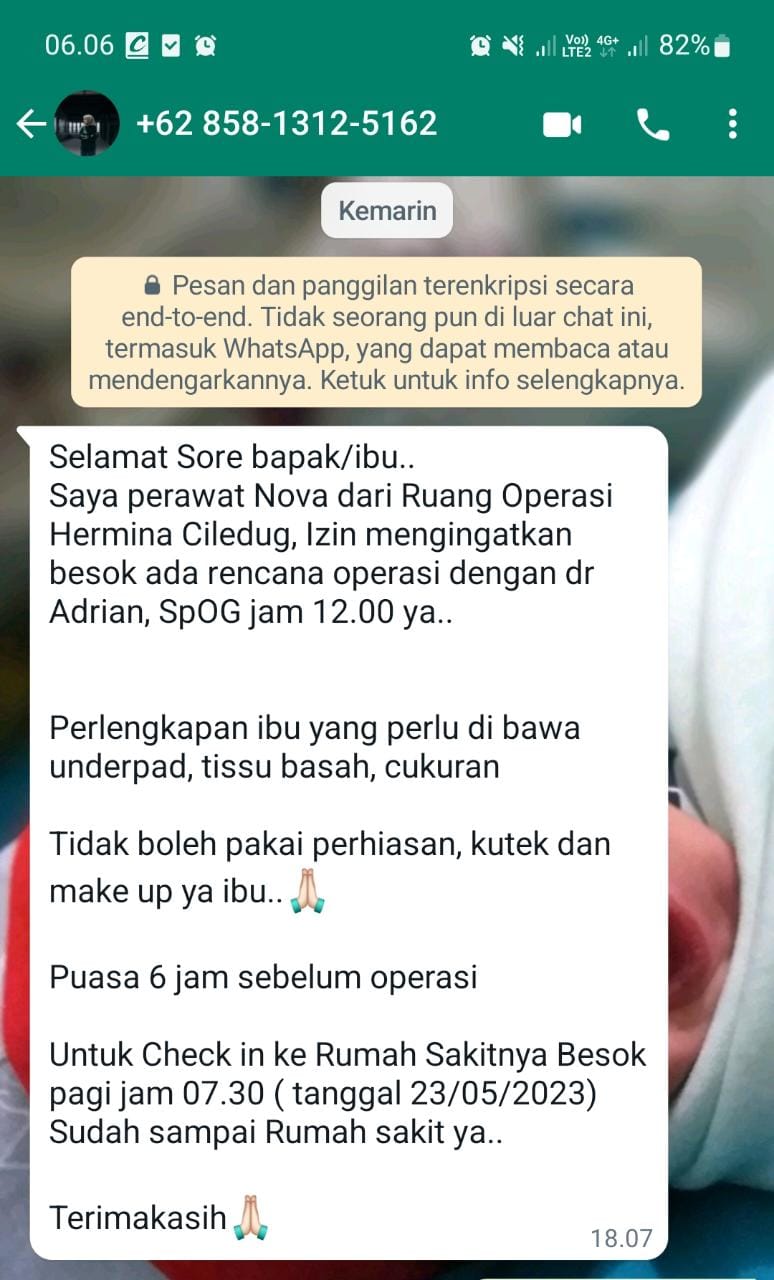 06.06
Vo)) 4G+
LTE2
82%
+62 858-1312-5162
Kemarin
Pesan dan panggilan terenkripsi secara
end-to-end. Tidak seorang pun di luar chat ini,
termasuk WhatsApp, yang dapat membaca atau
mendengarkannya. Ketuk untuk info selengkapnya.
Selamat Sore bapak/ibu..
Saya perawat Nova dari Ruang Operasi
Hermina Ciledug, Izin mengingatkan
besok ada rencana operasi dengan dr
Adrian, SpOG jam 12.00 ya..
Perlengkapan ibu yang perlu di bawa
underpad, tissu basah, cukuran
Tidak boleh pakai perhiasan, kutek dan
make up ya ibu..🙏🏻
Puasa 6 jam sebelum operasi
Untuk Check in ke Rumah Sakitnya Besok
pagi jam 07.30 ( tanggal 23/05/2023)
Sudah sampai Rumah sakit ya..
Terimakasih🙏🏻
18.07